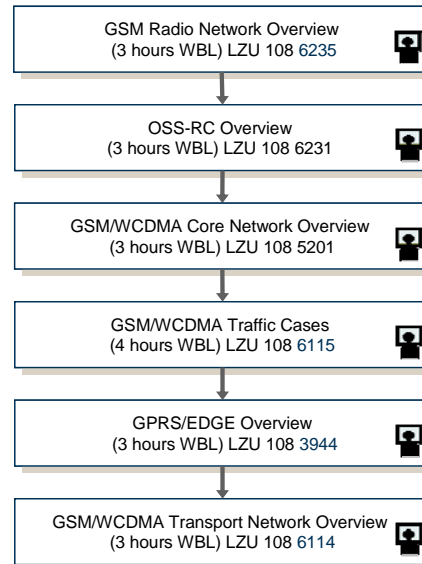 GSM Radio Network Overview
(3 hours WBL) LZU 108 6235
OSS-RC Overview
(3 hours WBL) LZU 108 6231
GSM/WCDMA Core Network Overview
(3 hours WBL) LZU 108 5201
GSM/WCDMA Traffic Cases
(4 hours WBL) LZU 108 6115
GPRS/EDGE Overview
(3 hours WBL) LZU 108 3944
GSM/WCDMA Transport Network Overview
(3 hours WBL) LZU 108 6114